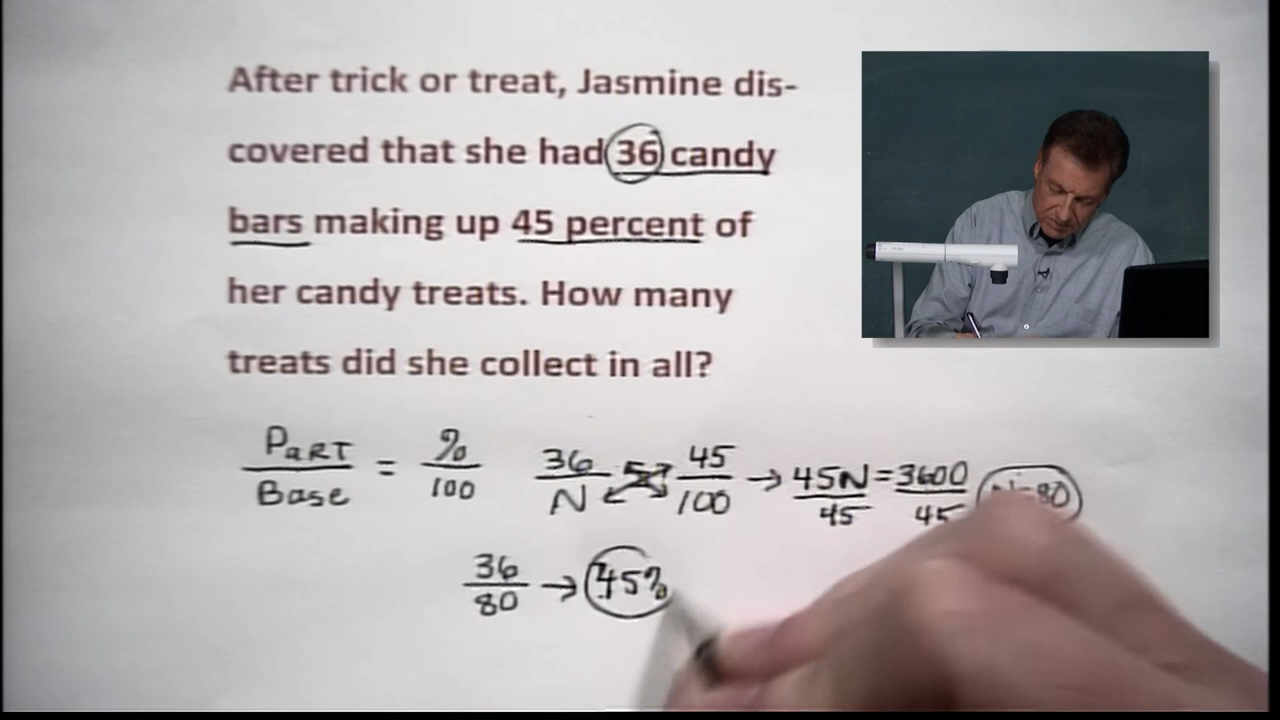 After trick or treat, Jasmine dis-
covered that she had 36 candy
bars making up 45 percent of
her candy treats. How many
treats did she collect in all?
PaRT / Base = % / 100 36 / N 45 / 100 → 45N / 45 = 3600 / 45 N=80
36 / 80 → 45%